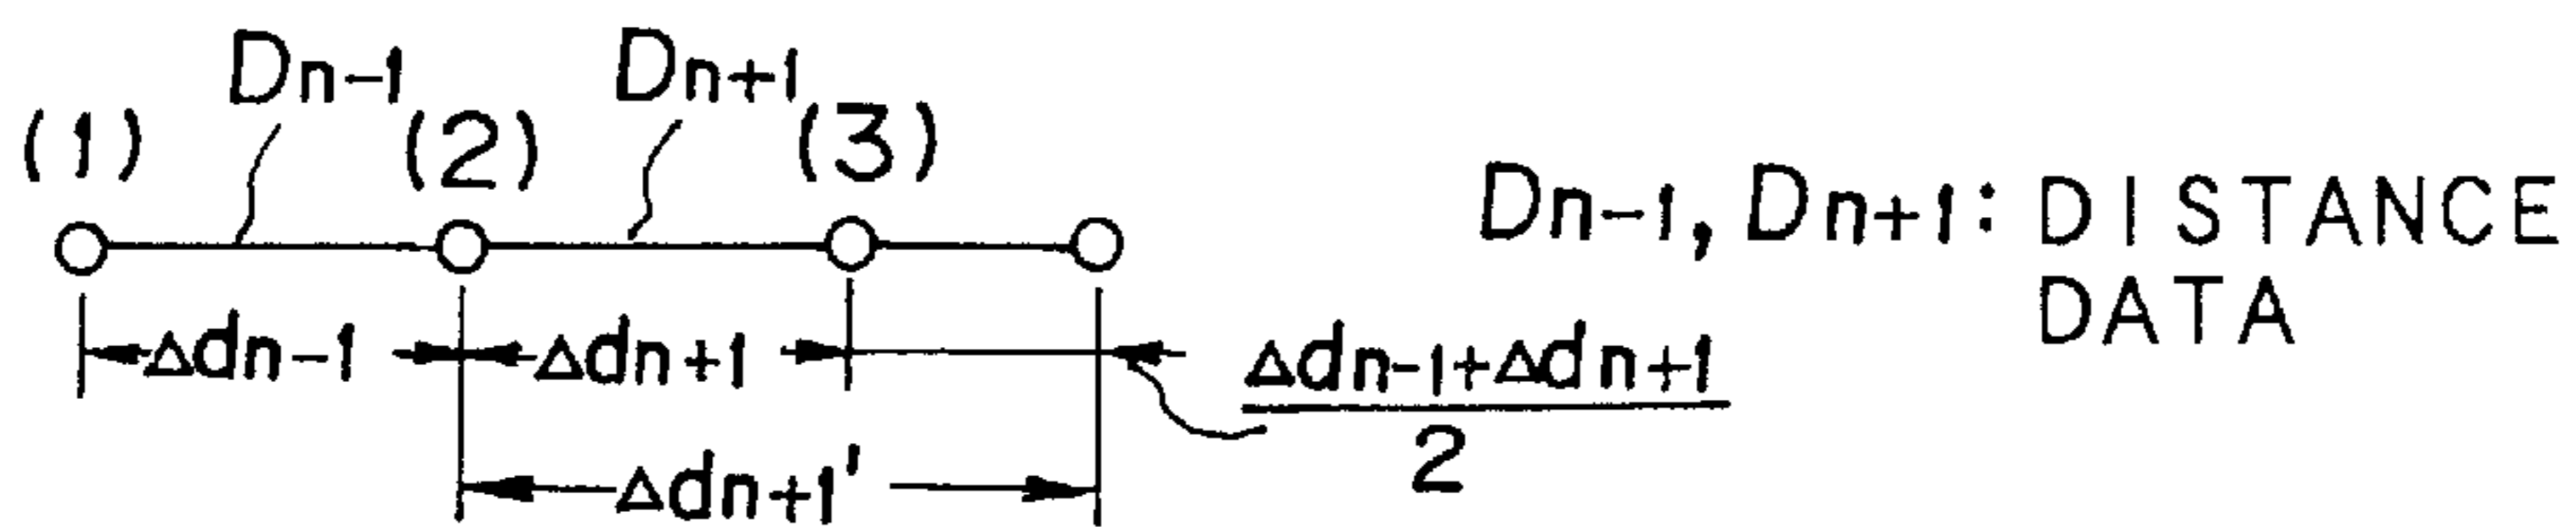 Dn-1 Dn+1
(1) (2) (3)
Dn-1, Dn+1: DISTANCE
DATA
Δdn-1 Δdn+1 Δdn-1+Δdn+1
2
Δdn+1'